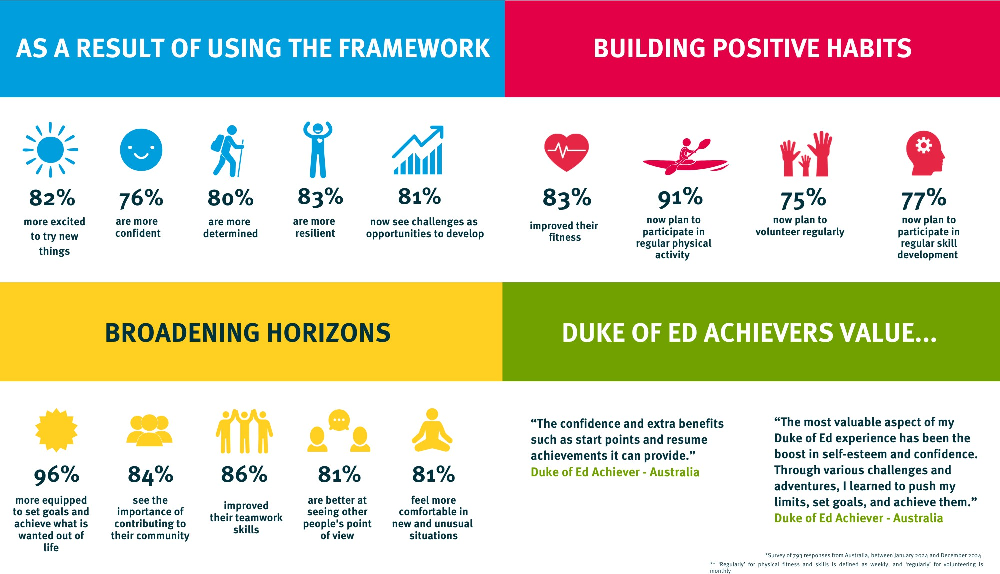 AS A RESULT OF USING THE FRAMEWORK
82%
more excited
to try new
things
76%
are more
confident
80%
are more
determined
83%
are more
resilient
81%
now see challenges as
opportunities to develop
BUILDING POSITIVE HABITS
83%
improved their
fitness
91%
now plan to
participate in
regular physical
activity
75%
now plan to
volunteer regularly
77%
now plan to
participate in
regular skill
development
BROADENING HORIZONS
96%
more equipped
to set goals and
achieve what is
wanted out of
life
84%
see the
importance of
contributing to
their community
86%
improved
their teamwork
skills
81%
are better at
seeing other
people's point
of view
81%
feel more
comfortable in
new and unusual
situations
DUKE OF ED ACHIEVERS VALUE...
“The confidence and extra benefits
such as start points and resume
achievements it can provide.”
Duke of Ed Achiever - Australia
“The most valuable aspect of my
Duke of Ed experience has been the
boost in self-esteem and confidence.
Through various challenges and
adventures, I learned to push my
limits, set goals, and achieve them.”
Duke of Ed Achiever - Australia
*Survey of 793 responses from Australia, between January 2024 and December 2024
** ‘Regularly’ for physical fitness and skills is defined as weekly, and ‘regularly’ for volunteering is
monthly